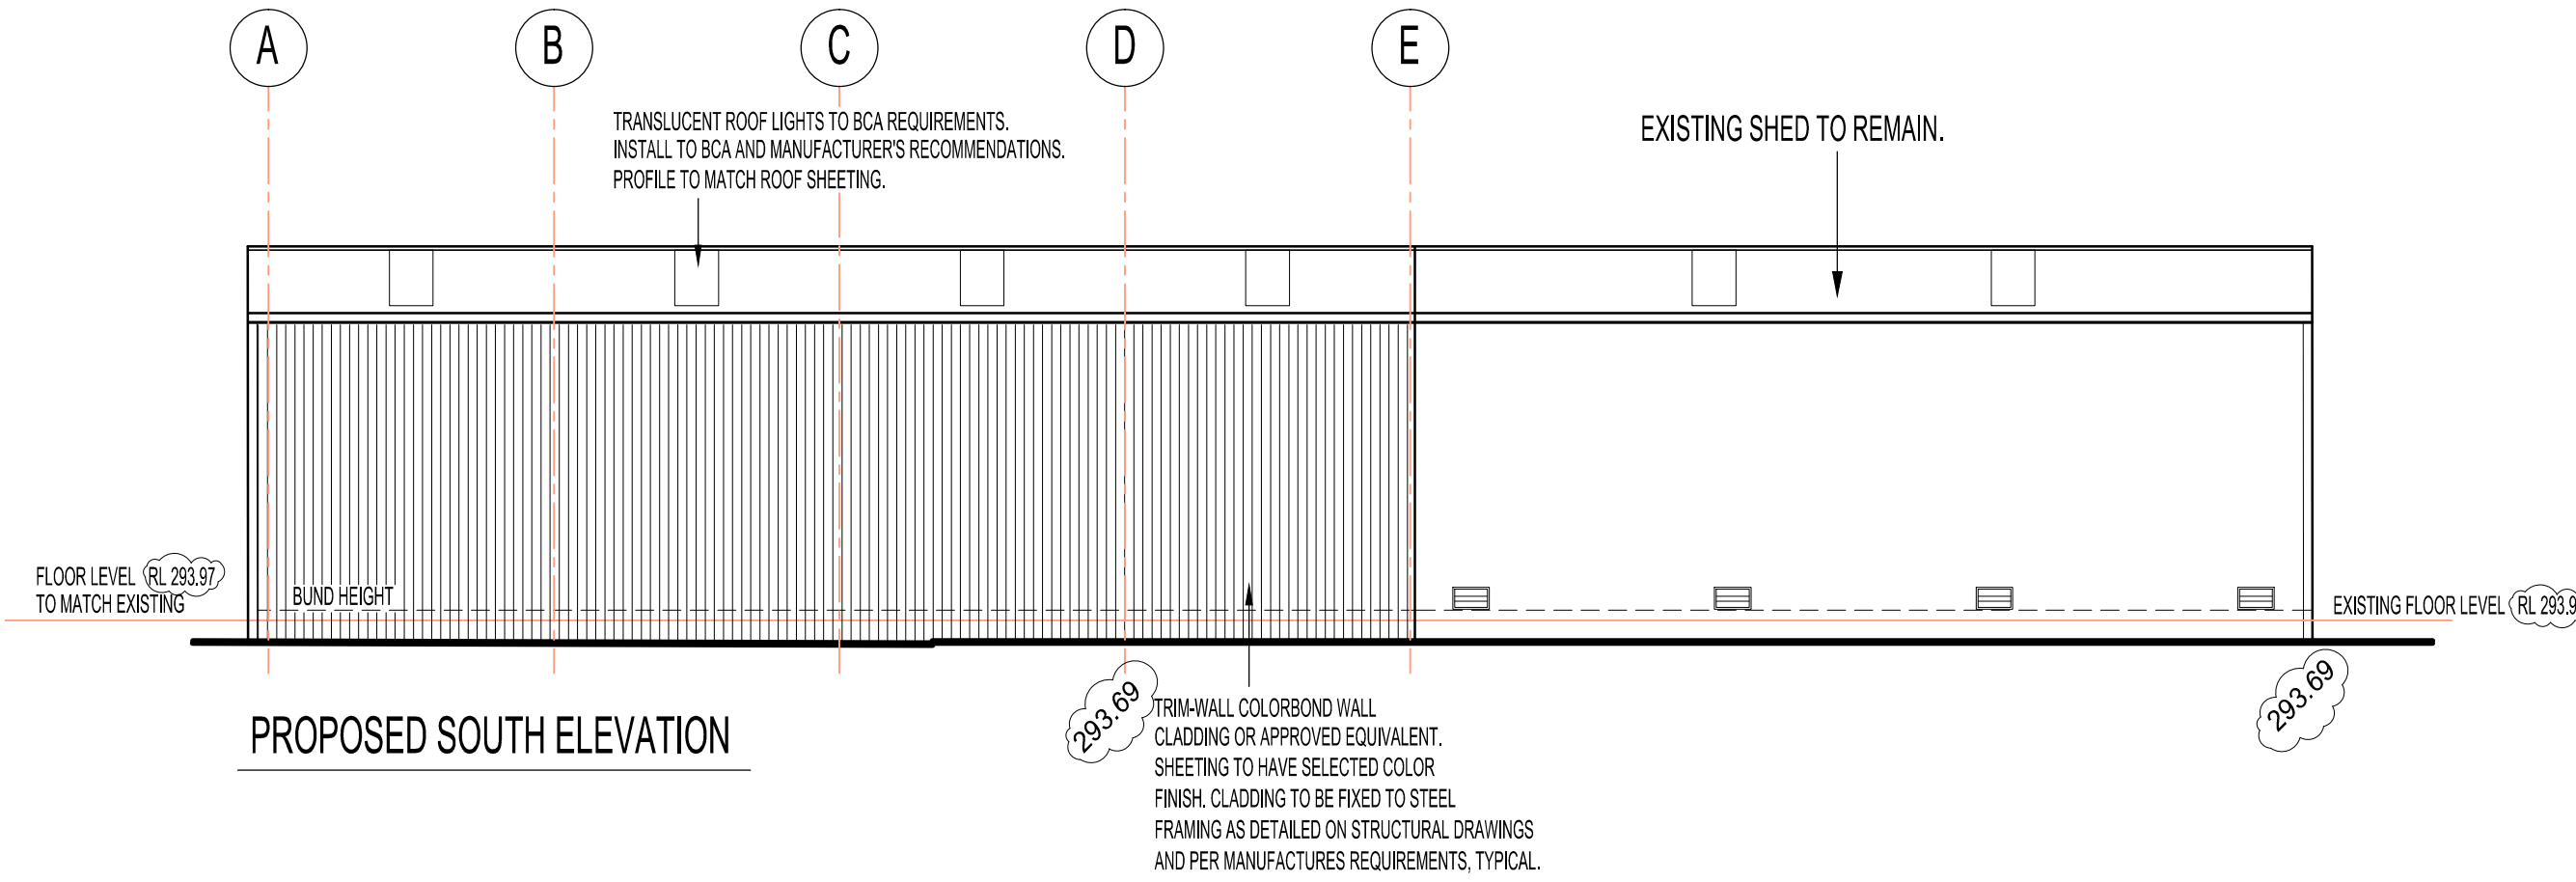 A
B
C
D
E
TRANSLUCENT ROOF LIGHTS TO BCA REQUIREMENTS.
INSTALL TO BCA AND MANUFACTURER'S RECOMMENDATIONS.
PROFILE TO MATCH ROOF SHEETING.
EXISTING SHED TO REMAIN.
FLOOR LEVEL RL 293.97
TO MATCH EXISTING
BUND HEIGHT
EXISTING FLOOR LEVEL RL 293.9
293.69
293.69
TRIM-WALL COLORBOND WALL
CLADDING OR APPROVED EQUIVALENT.
SHEETING TO HAVE SELECTED COLOR
FINISH. CLADDING TO BE FIXED TO STEEL
FRAMING AS DETAILED ON STRUCTURAL DRAWINGS
AND PER MANUFACTURES REQUIREMENTS, TYPICAL.
PROPOSED SOUTH ELEVATION